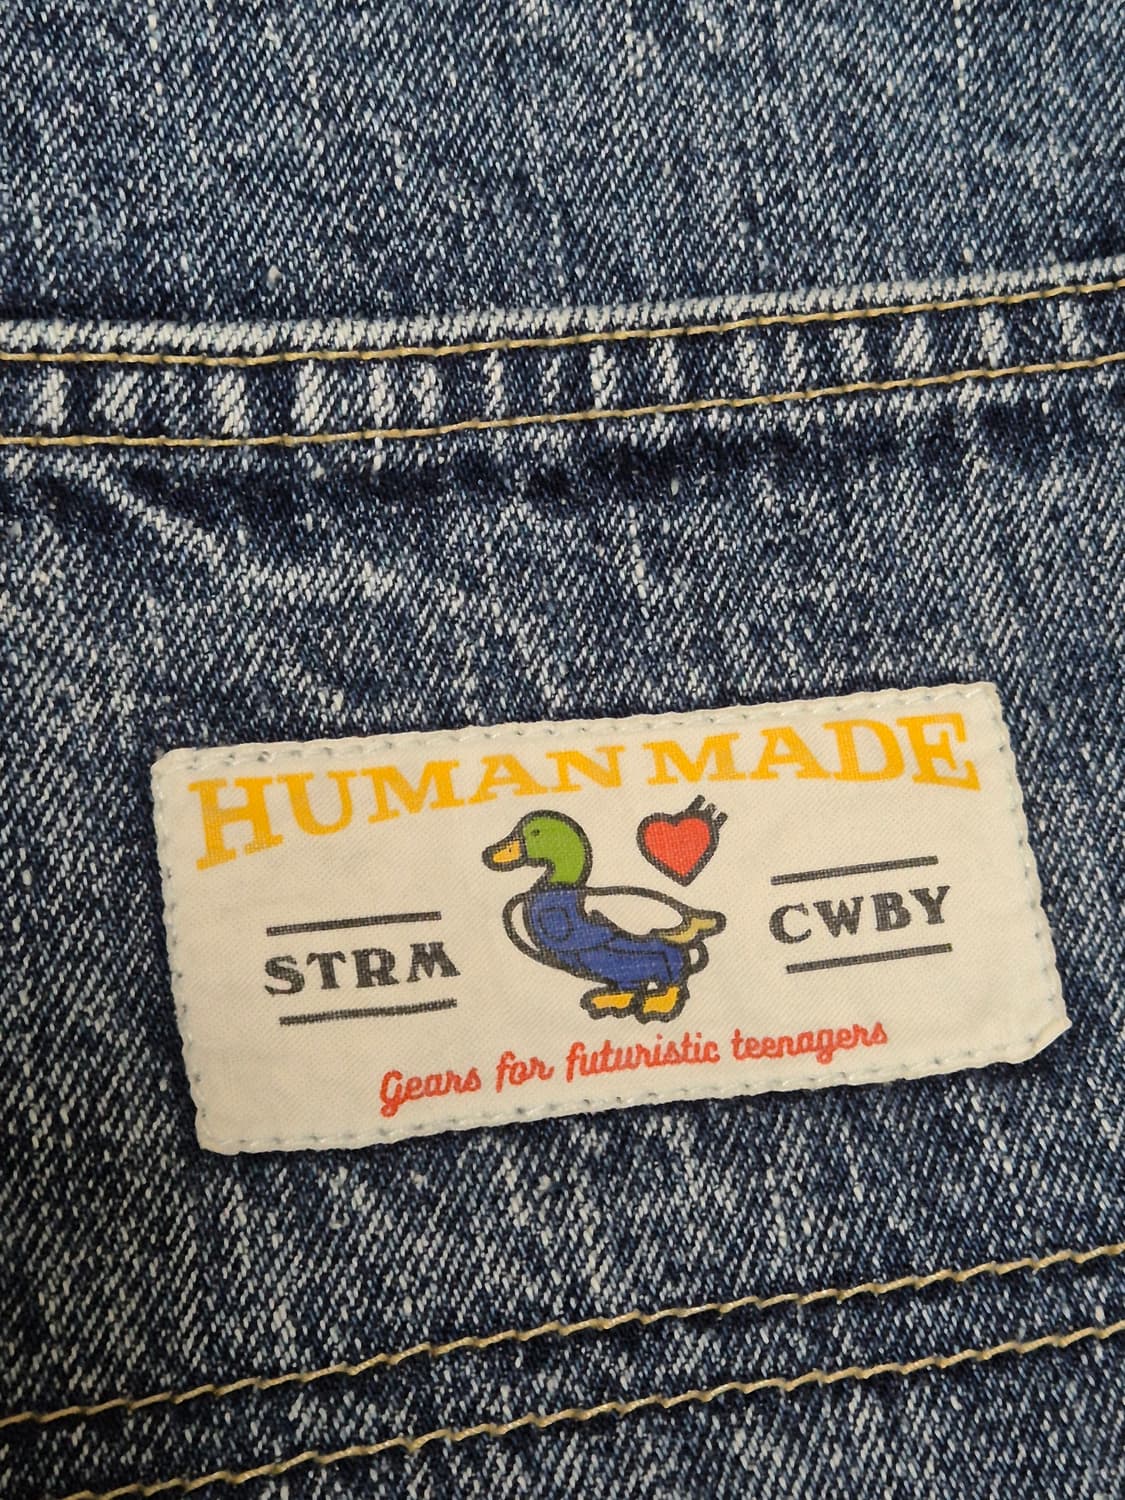 HUMAN MADE
STRM CWBY
Gears for futuristic teenagers